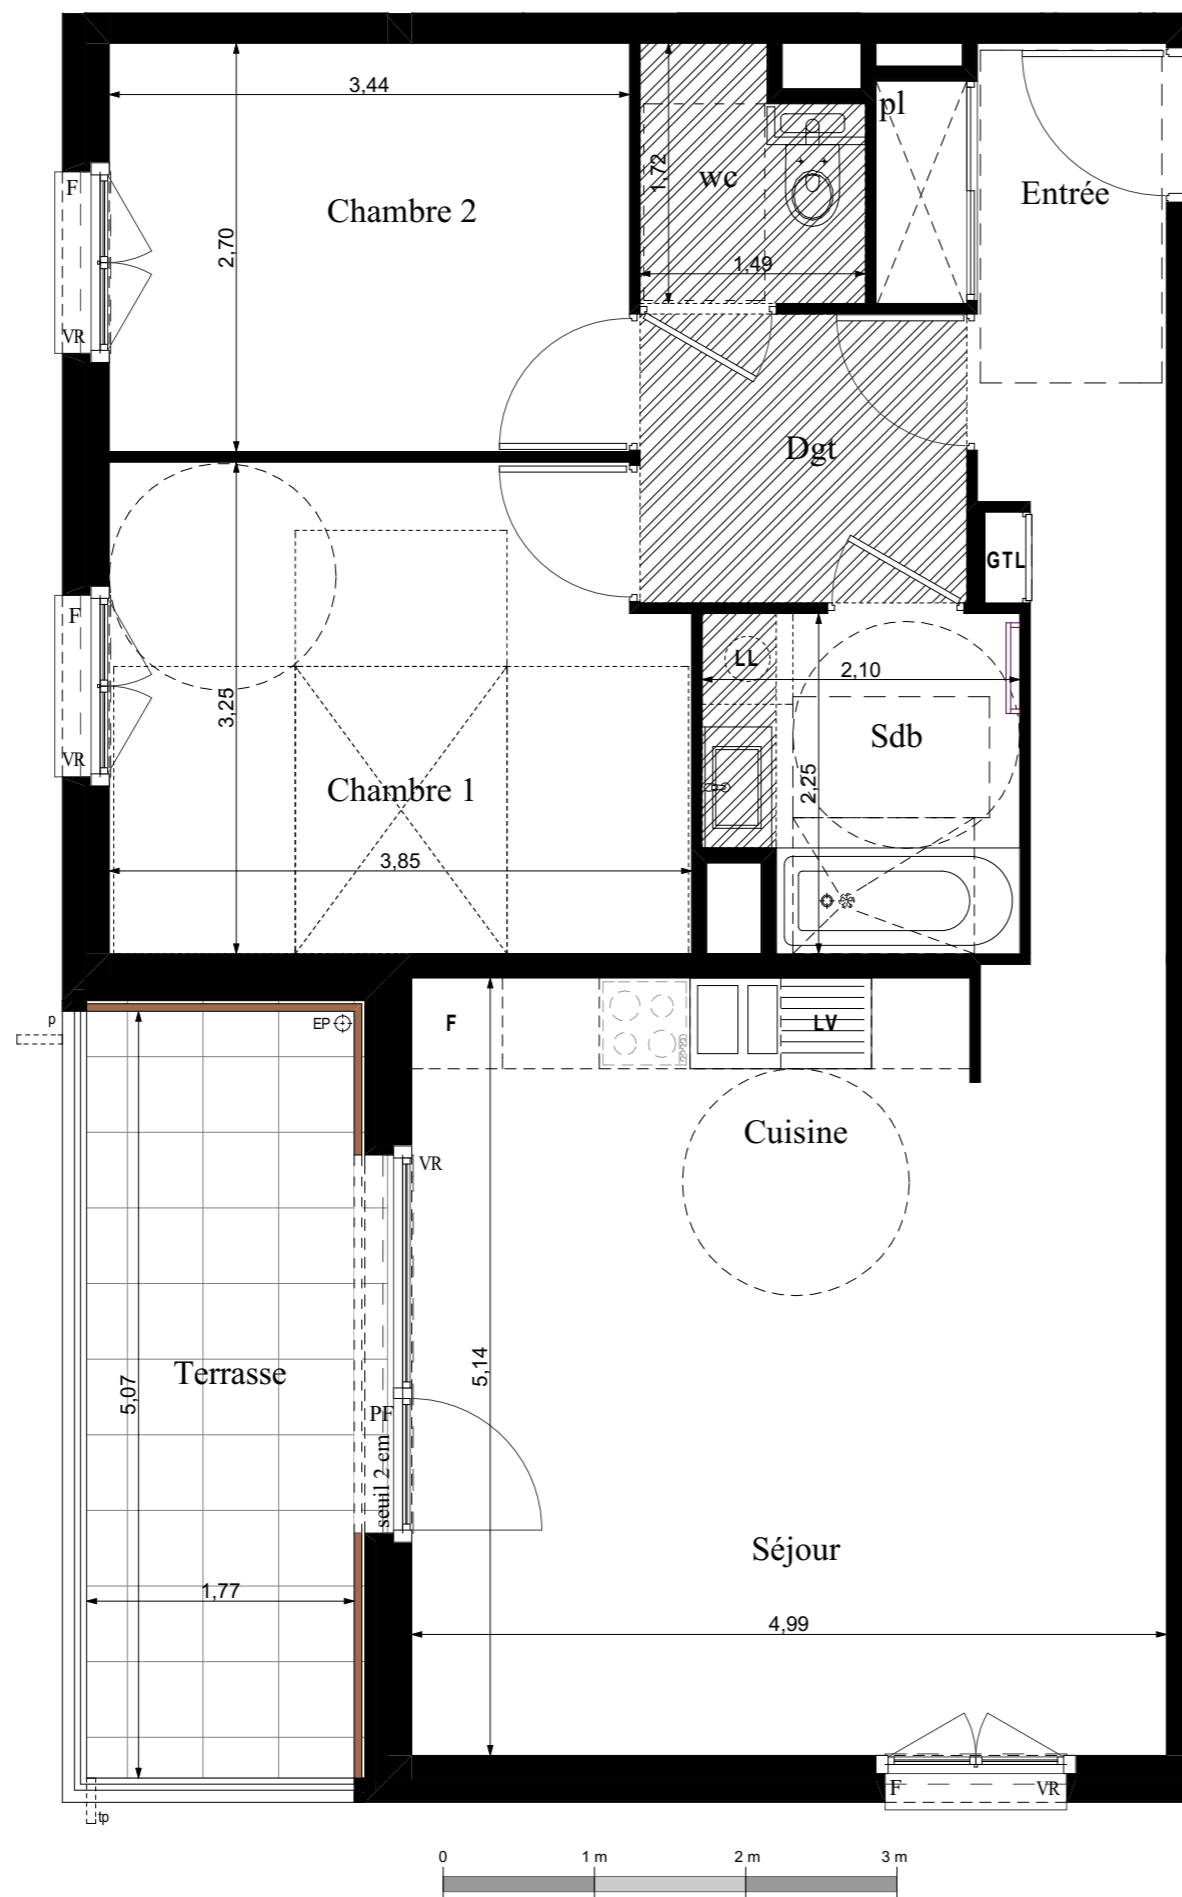 3,44
pl
1,72
wc
Entrée
F
Chambre 2
2,70
1,49
VR
Dgt
GTL
F
LL
2,10
3,25
Sdb
VR
2,25
Chambre 1
3,85
p
EP
F
LV
Cuisine
VR
5,14
Terrasse
5,07
PF
seuil 2 cm
Séjour
1,77
4,99
F
VR
tp
0
1 m
2 m
3 m